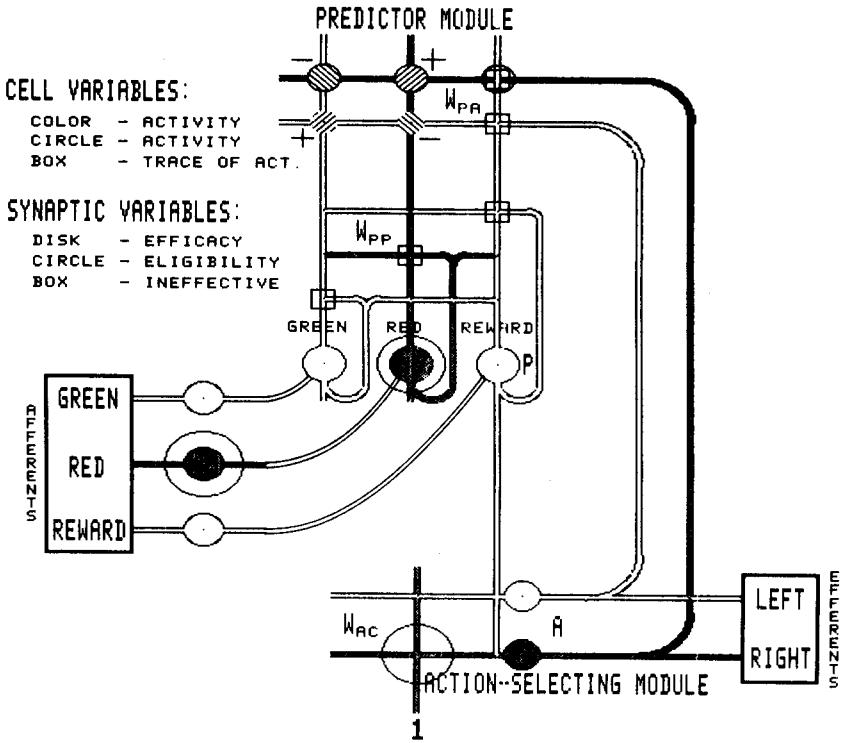 PREDICTOR MODULE
− +
CELL VARIABLES:
W_PA
COLOR - ACTIVITY
CIRCLE - ACTIVITY
BOX - TRACE OF ACT.
+ −
SYNAPTIC VARIABLES:
DISK - EFFICACY
CIRCLE - ELIGIBILITY
BOX - INEFFECTIVE
W_PP
GREEN RED REWARD
P
AFFERENTS
GREEN
RED
REWARD
EFFERENTS
LEFT
RIGHT
W_AC
A
ACTION-SELECTING MODULE
1